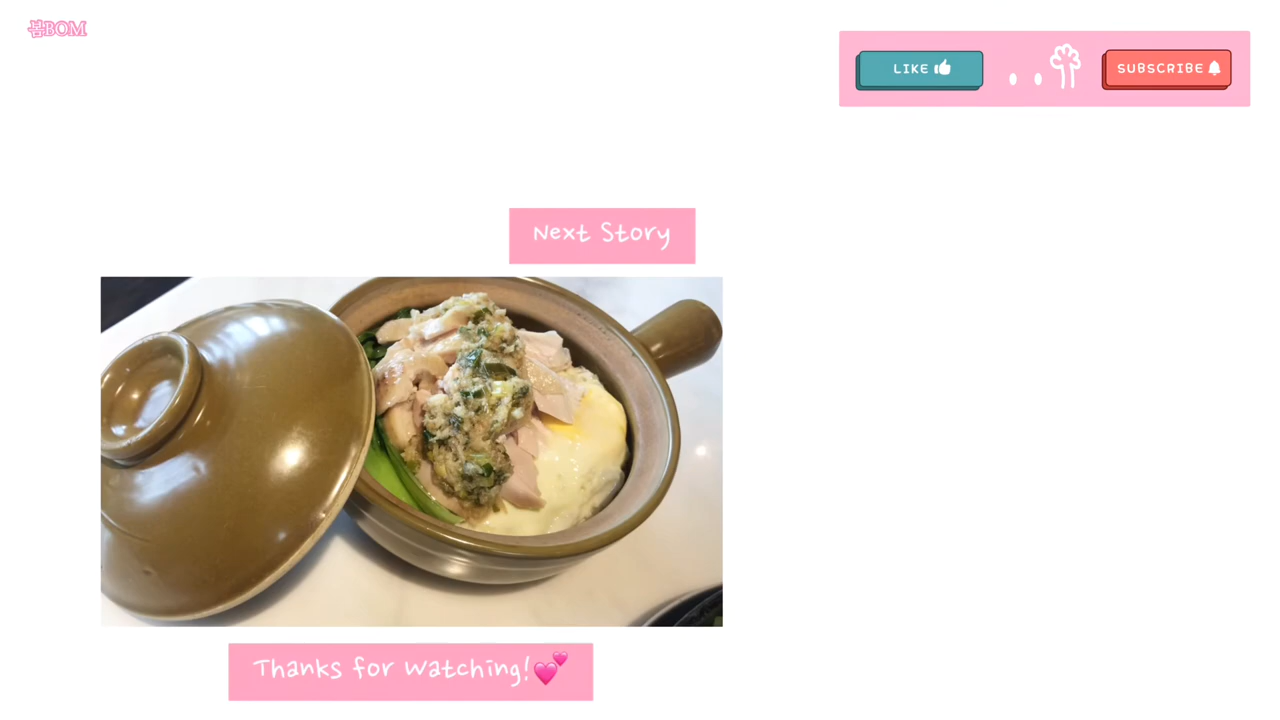 봄BOM
LIKE
SUBSCRIBE
Next Story
Thanks for Watching!💕